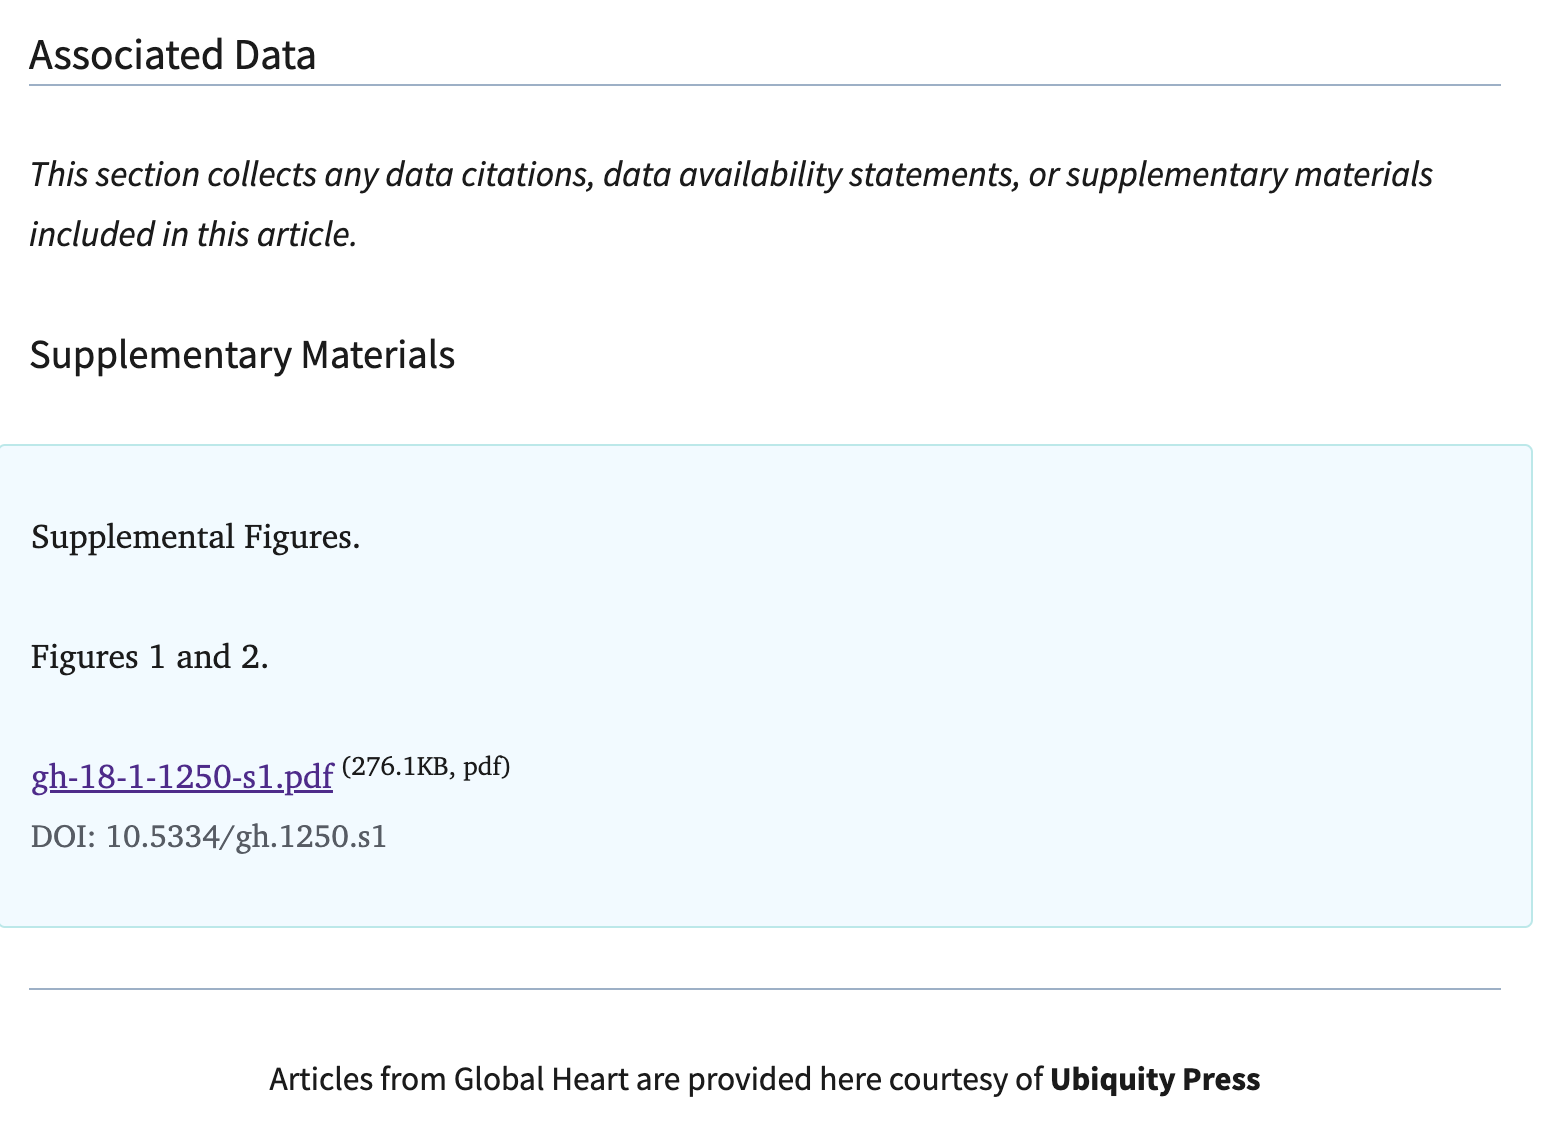 Associated Data
This section collects any data citations, data availability statements, or supplementary materials
included in this article.
Supplementary Materials
Supplemental Figures.
Figures 1 and 2.
gh-18-1-1250-s1.pdf (276.1KB, pdf)
DOI: 10.5334/gh.1250.s1
Articles from Global Heart are provided here courtesy of Ubiquity Press